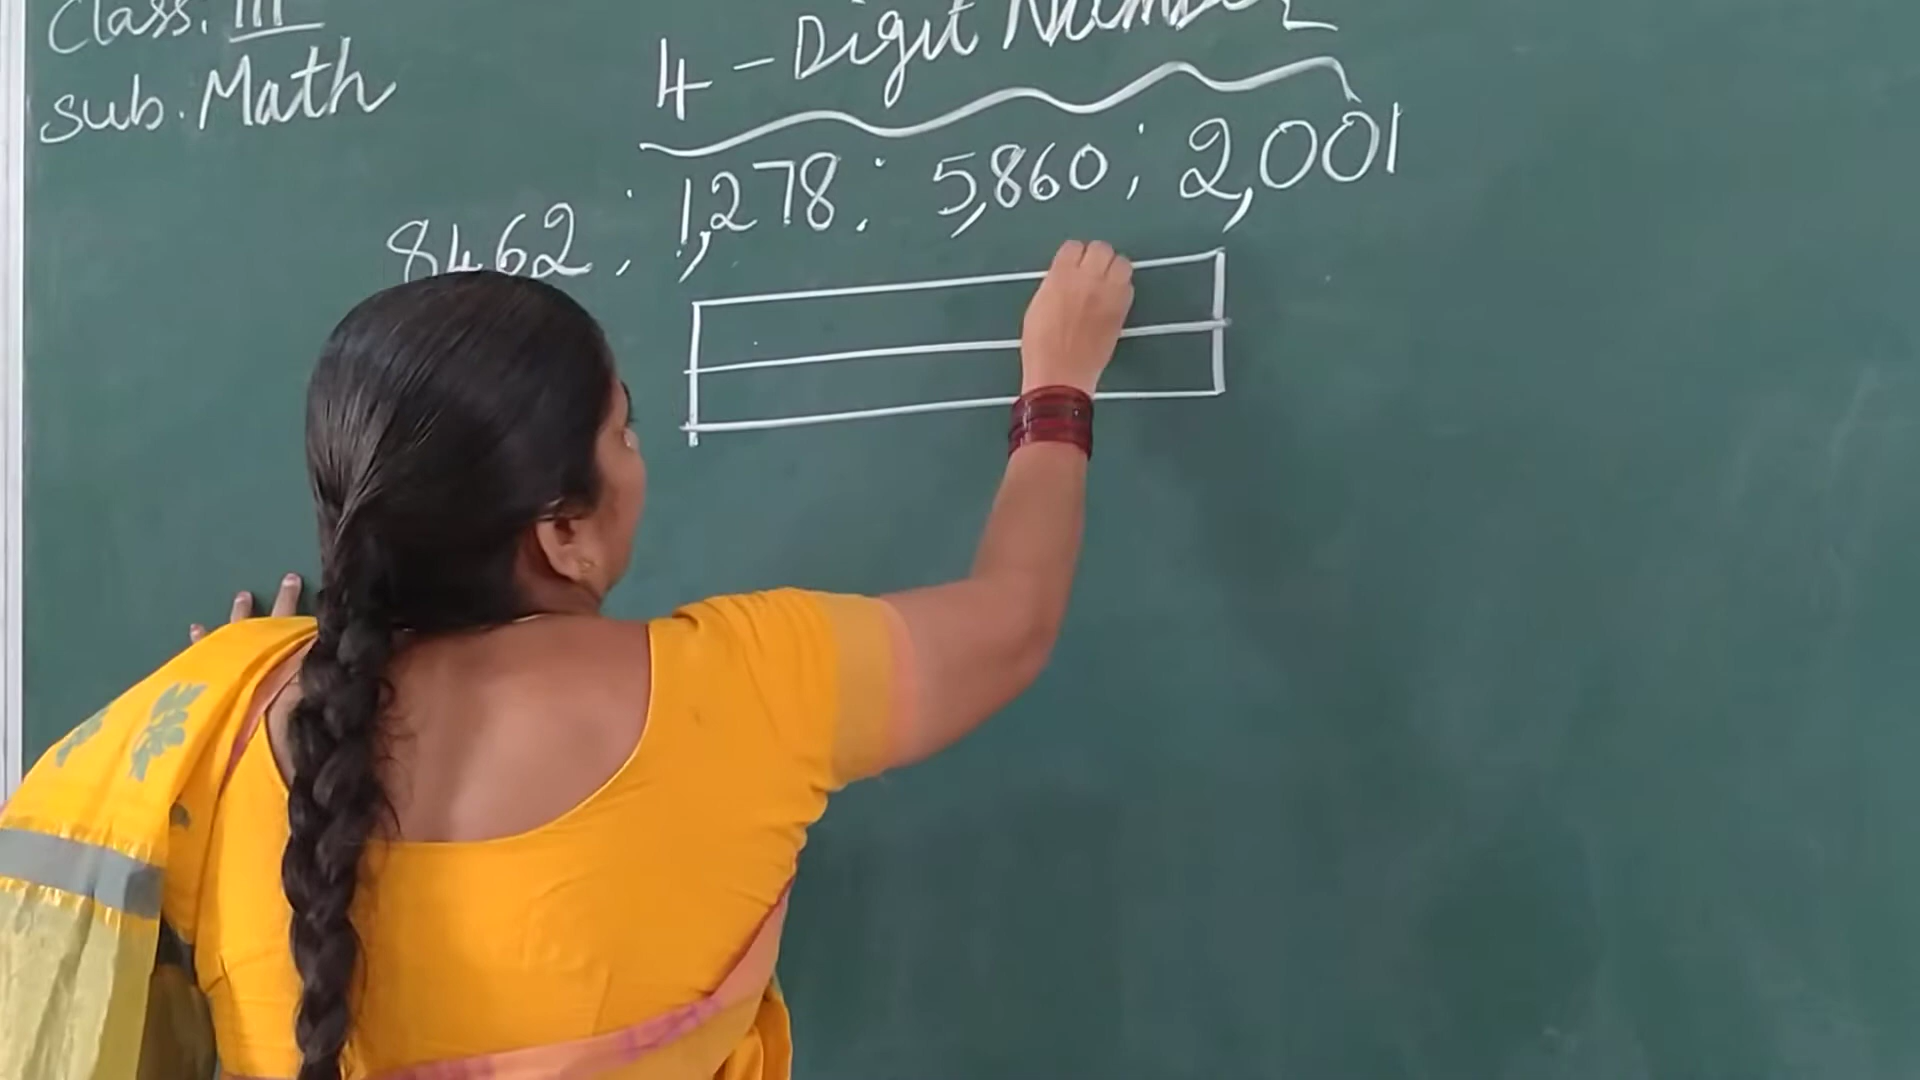 Class: III
Sub. Math
4 - Digit Number
8462 ; 1,278 ; 5,860 ; 2,001